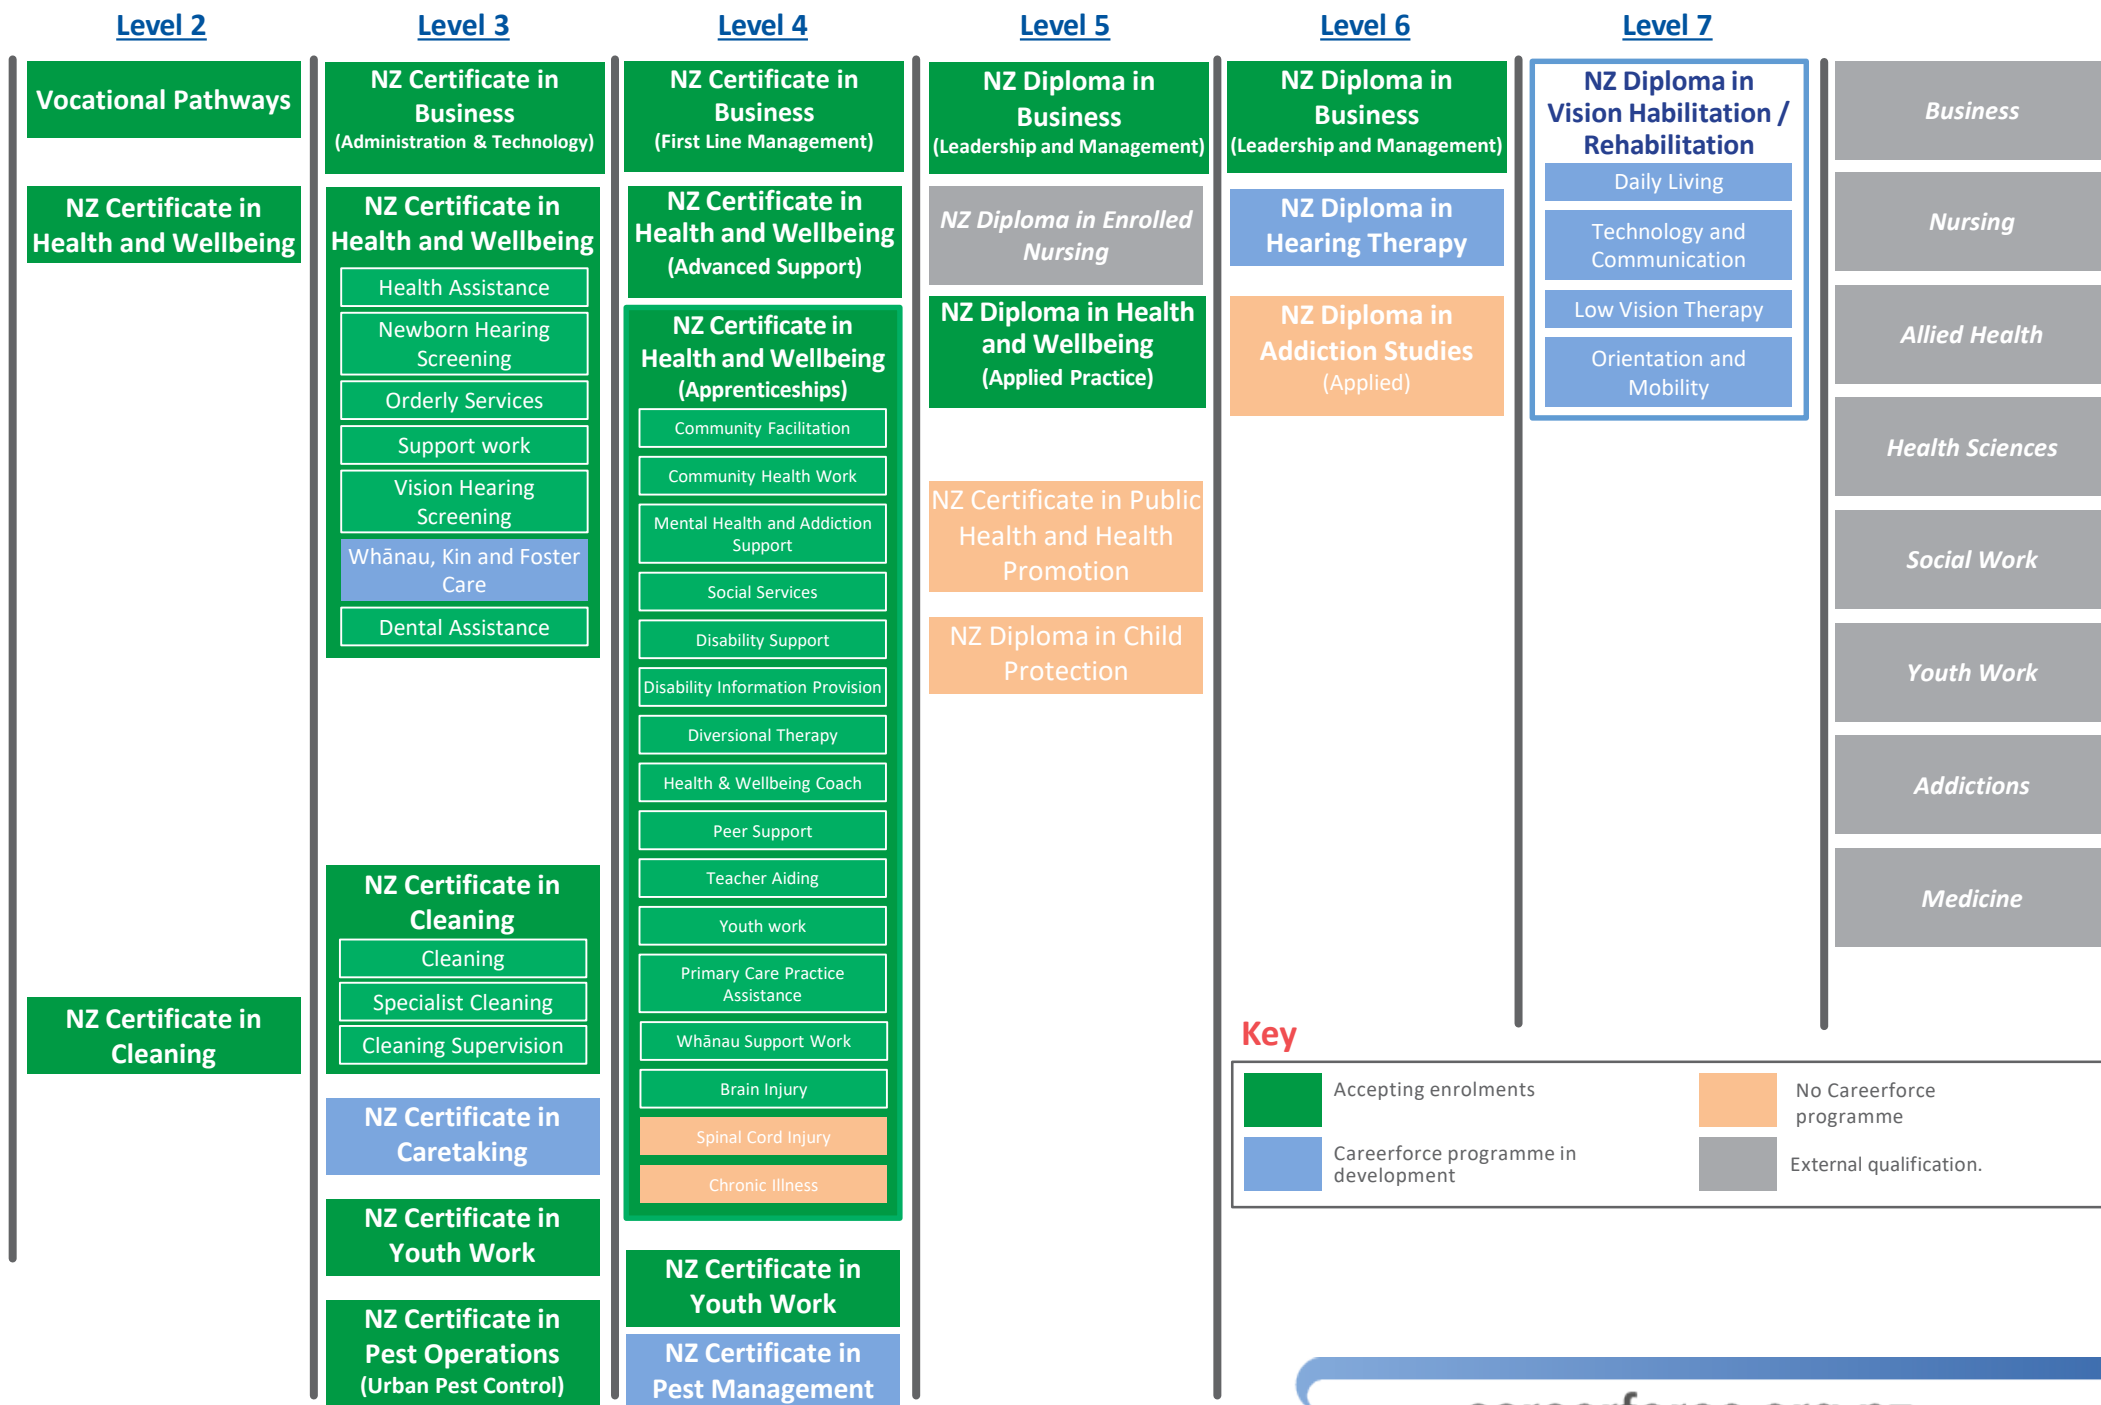 Level 2
Level 3
Level 4
Level 5
Level 6
Level 7
Vocational Pathways
NZ Certificate in
Health and Wellbeing
NZ Certificate in
Cleaning
NZ Certificate in
Business
(Administration & Technology)
NZ Certificate in
Health and Wellbeing
Health Assistance
Newborn Hearing
Screening
Orderly Services
Support work
Vision Hearing
Screening
Whānau, Kin and Foster
Care
Dental Assistance
NZ Certificate in
Cleaning
Cleaning
Specialist Cleaning
Cleaning Supervision
NZ Certificate in
Caretaking
NZ Certificate in
Youth Work
NZ Certificate in
Pest Operations
(Urban Pest Control)
NZ Certificate in
Business
(First Line Management)
NZ Certificate in
Health and Wellbeing
(Advanced Support)
NZ Certificate in
Health and Wellbeing
(Apprenticeships)
Community Facilitation
Community Health Work
Mental Health and Addiction
Support
Social Services
Disability Support
Disability Information Provision
Diversional Therapy
Health & Wellbeing Coach
Peer Support
Teacher Aiding
Youth work
Primary Care Practice
Assistance
Whānau Support Work
Brain Injury
Spinal Cord Injury
Chronic Illness
NZ Certificate in
Youth Work
NZ Certificate in
Pest Management
NZ Diploma in
Business
(Leadership and Management)
NZ Diploma in Enrolled
Nursing
NZ Diploma in Health
and Wellbeing
(Applied Practice)
NZ Certificate in Public
Health and Health
Promotion
NZ Diploma in Child
Protection
NZ Diploma in
Business
(Leadership and Management)
NZ Diploma in
Hearing Therapy
NZ Diploma in
Addiction Studies
(Applied)
NZ Diploma in
Vision Habilitation /
Rehabilitation
Daily Living
Technology and
Communication
Low Vision Therapy
Orientation and
Mobility
Business
Nursing
Allied Health
Health Sciences
Social Work
Youth Work
Addictions
Medicine
Key
Accepting enrolments
No Careerforce
programme
Careerforce programme in
development
External qualification.
careerforce.org.nz